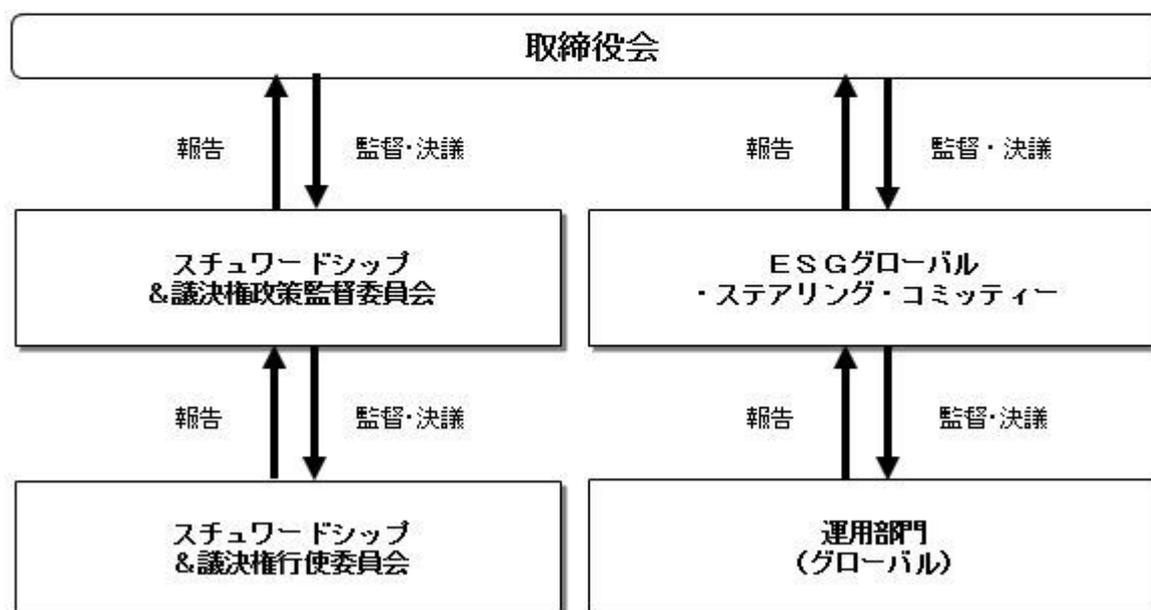 取締役会
報告
監督・決議
報告
監督・決議
スチュワードシップ
&議決権政策監督委員会
ESGグローバル
・ステアリング・コミッティー
報告
監督・決議
報告
監督・決議
スチュワードシップ
&議決権行使委員会
運用部門
(グローバル)